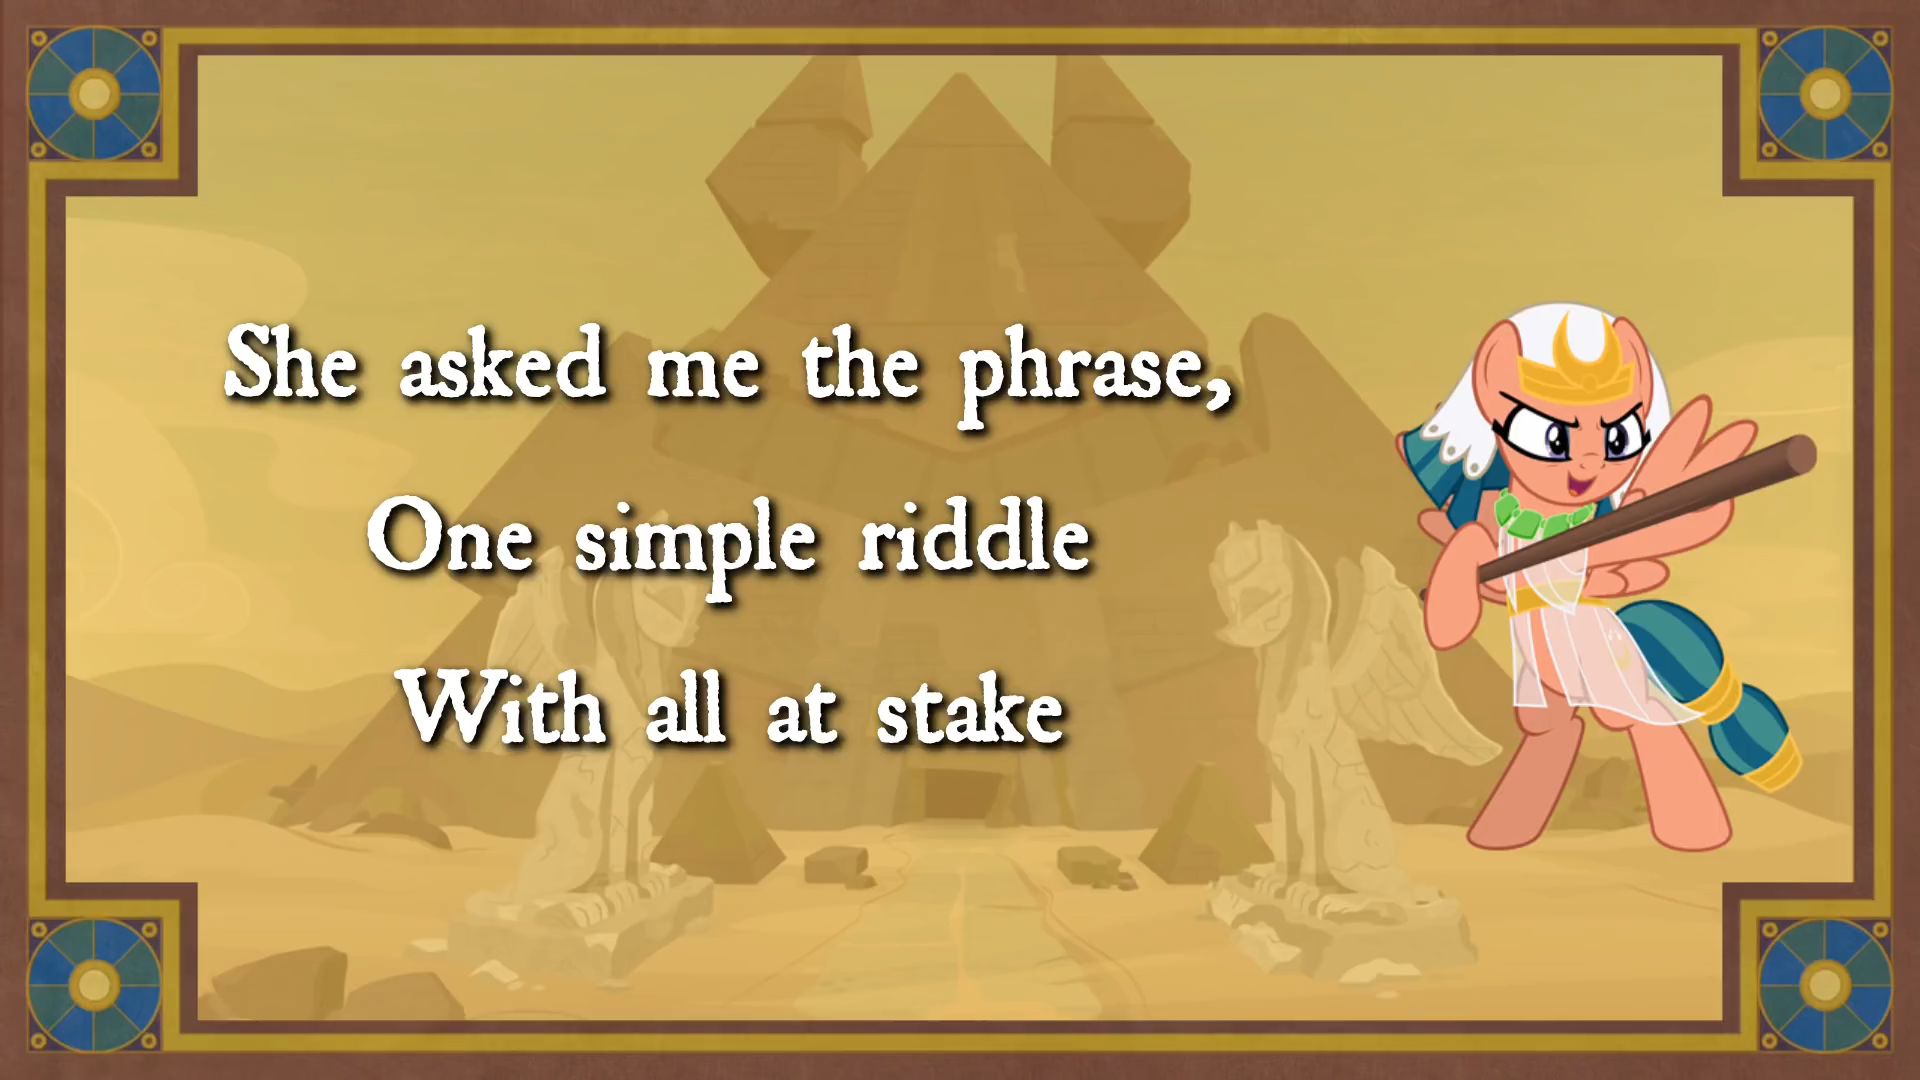 She asked me the phrase,
One simple riddle
With all at stake